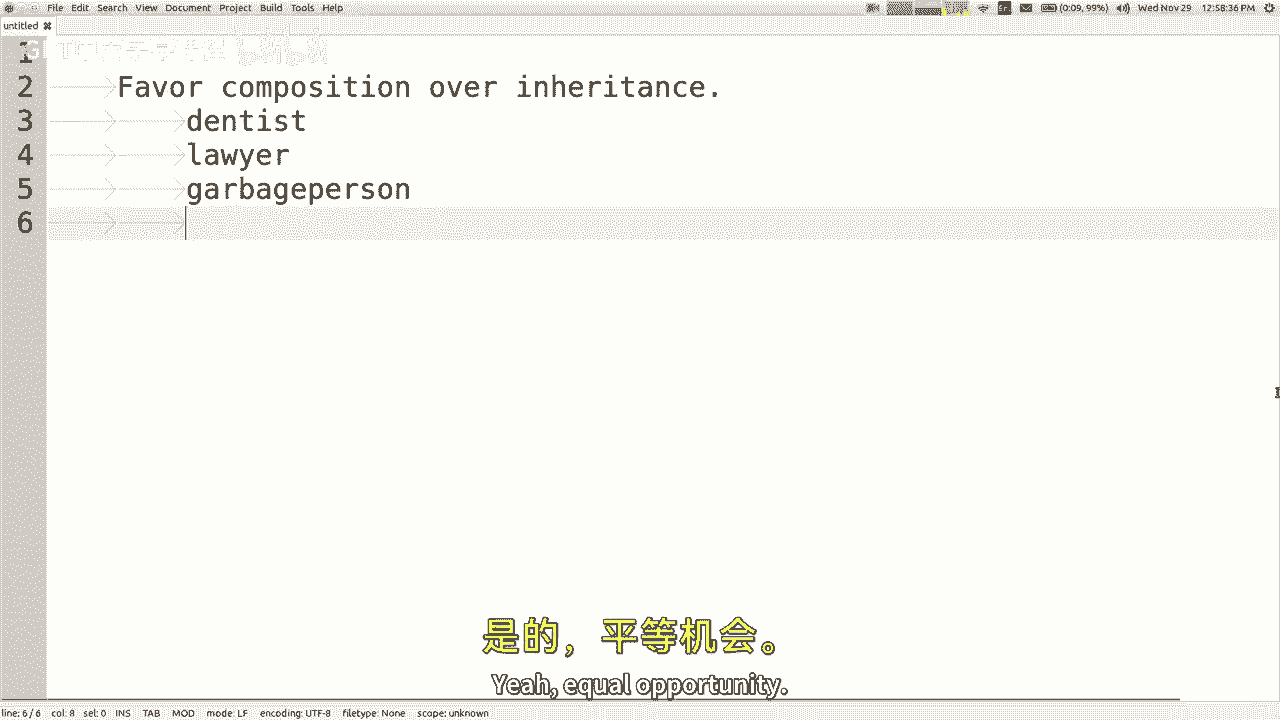 File Edit Search View Document Project Build Tools Help
(0:09, 99%) Wed Nov 29 12:58:36 PM
untitled
1
2 Favor composition over inheritance.
3 dentist
4 lawyer
5 garbageperson
6
是的，平等机会。
Yeah, equal opportunity.
line: 6 / 6 col: 8 sel: 0 INS TAB MOD mode: LF encoding: UTF-8 filetype: None scope: unknown